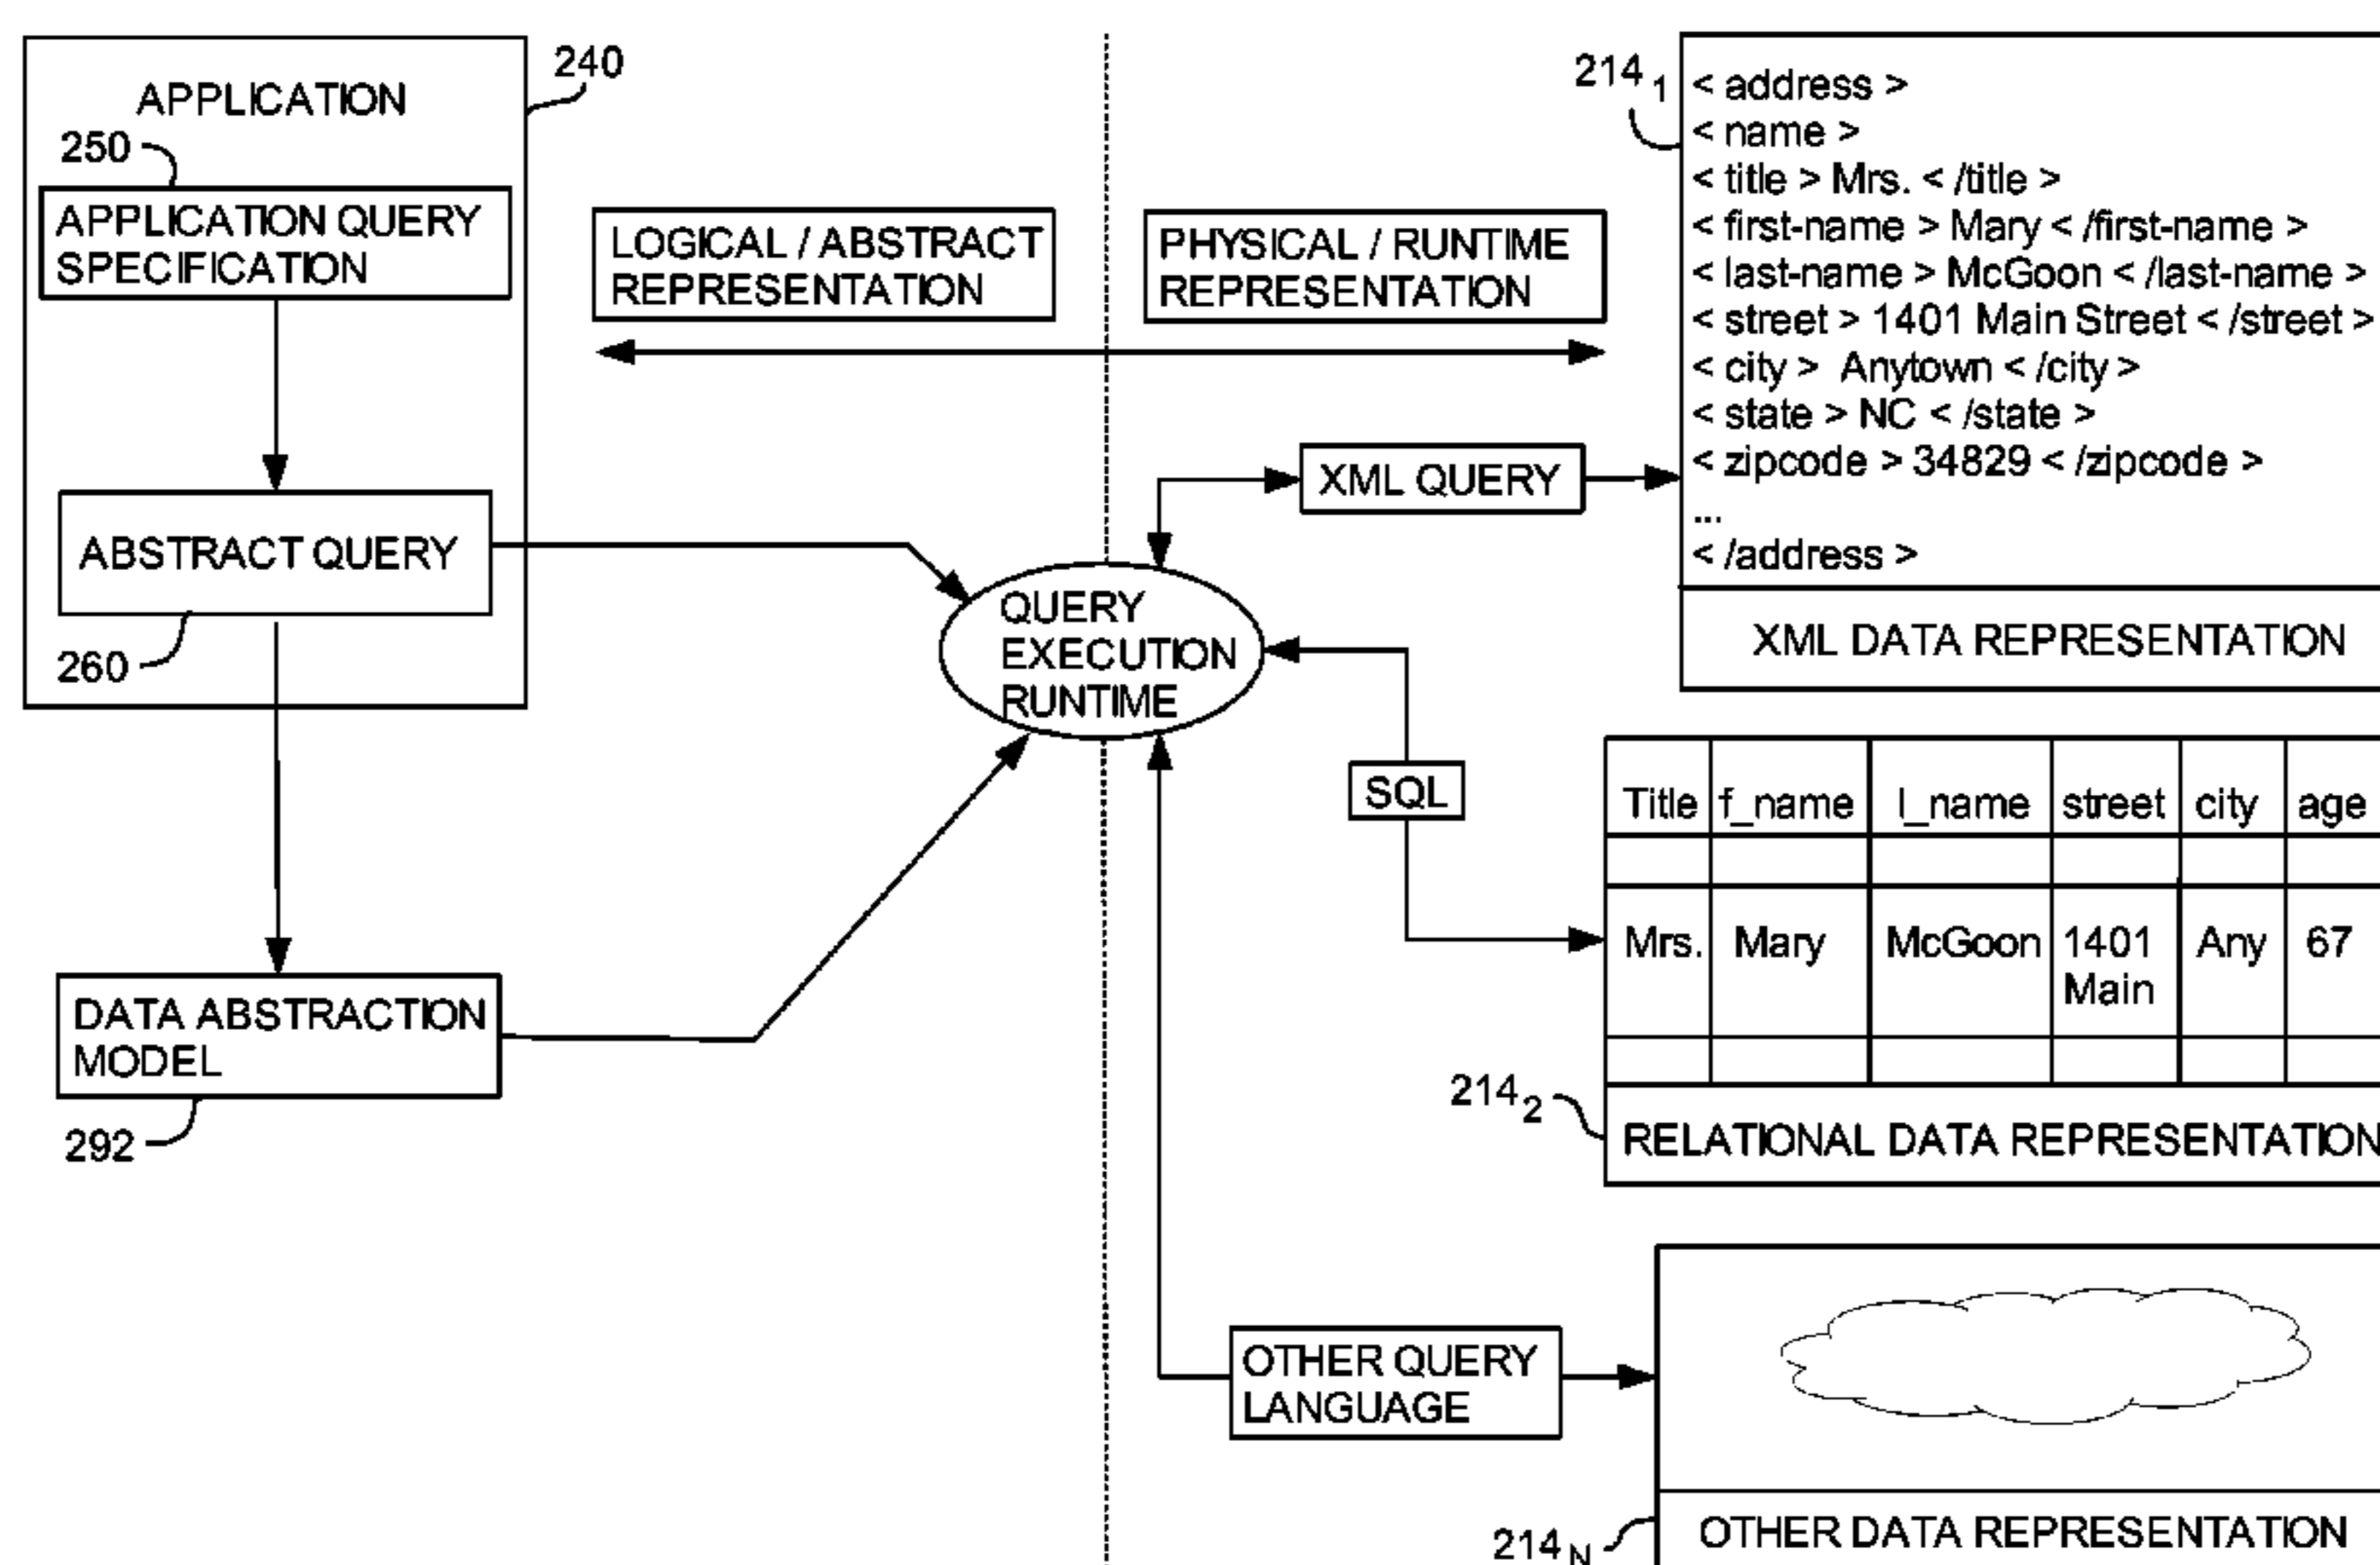 APPLICATION
240
250
APPLICATION QUERY
SPECIFICATION
ABSTRACT QUERY
260
DATA ABSTRACTION
MODEL
292
LOGICAL / ABSTRACT
REPRESENTATION
PHYSICAL / RUNTIME
REPRESENTATION
QUERY
EXECUTION
RUNTIME
XML QUERY
SQL
OTHER QUERY
LANGUAGE
214 1
< address >
< name >
< title > Mrs. < /title >
< first-name > Mary < /first-name >
< last-name > McGoon < /last-name >
< street > 1401 Main Street < /street >
< city > Anytown < /city >
< state > NC < /state >
< zipcode > 34829 < /zipcode >
...
< /address >
XML DATA REPRESENTATION
Title f_name l_name street city age
Mrs. Mary McGoon 1401 Any 67
Main
214 2
RELATIONAL DATA REPRESENTATION
OTHER DATA REPRESENTATION
214 N